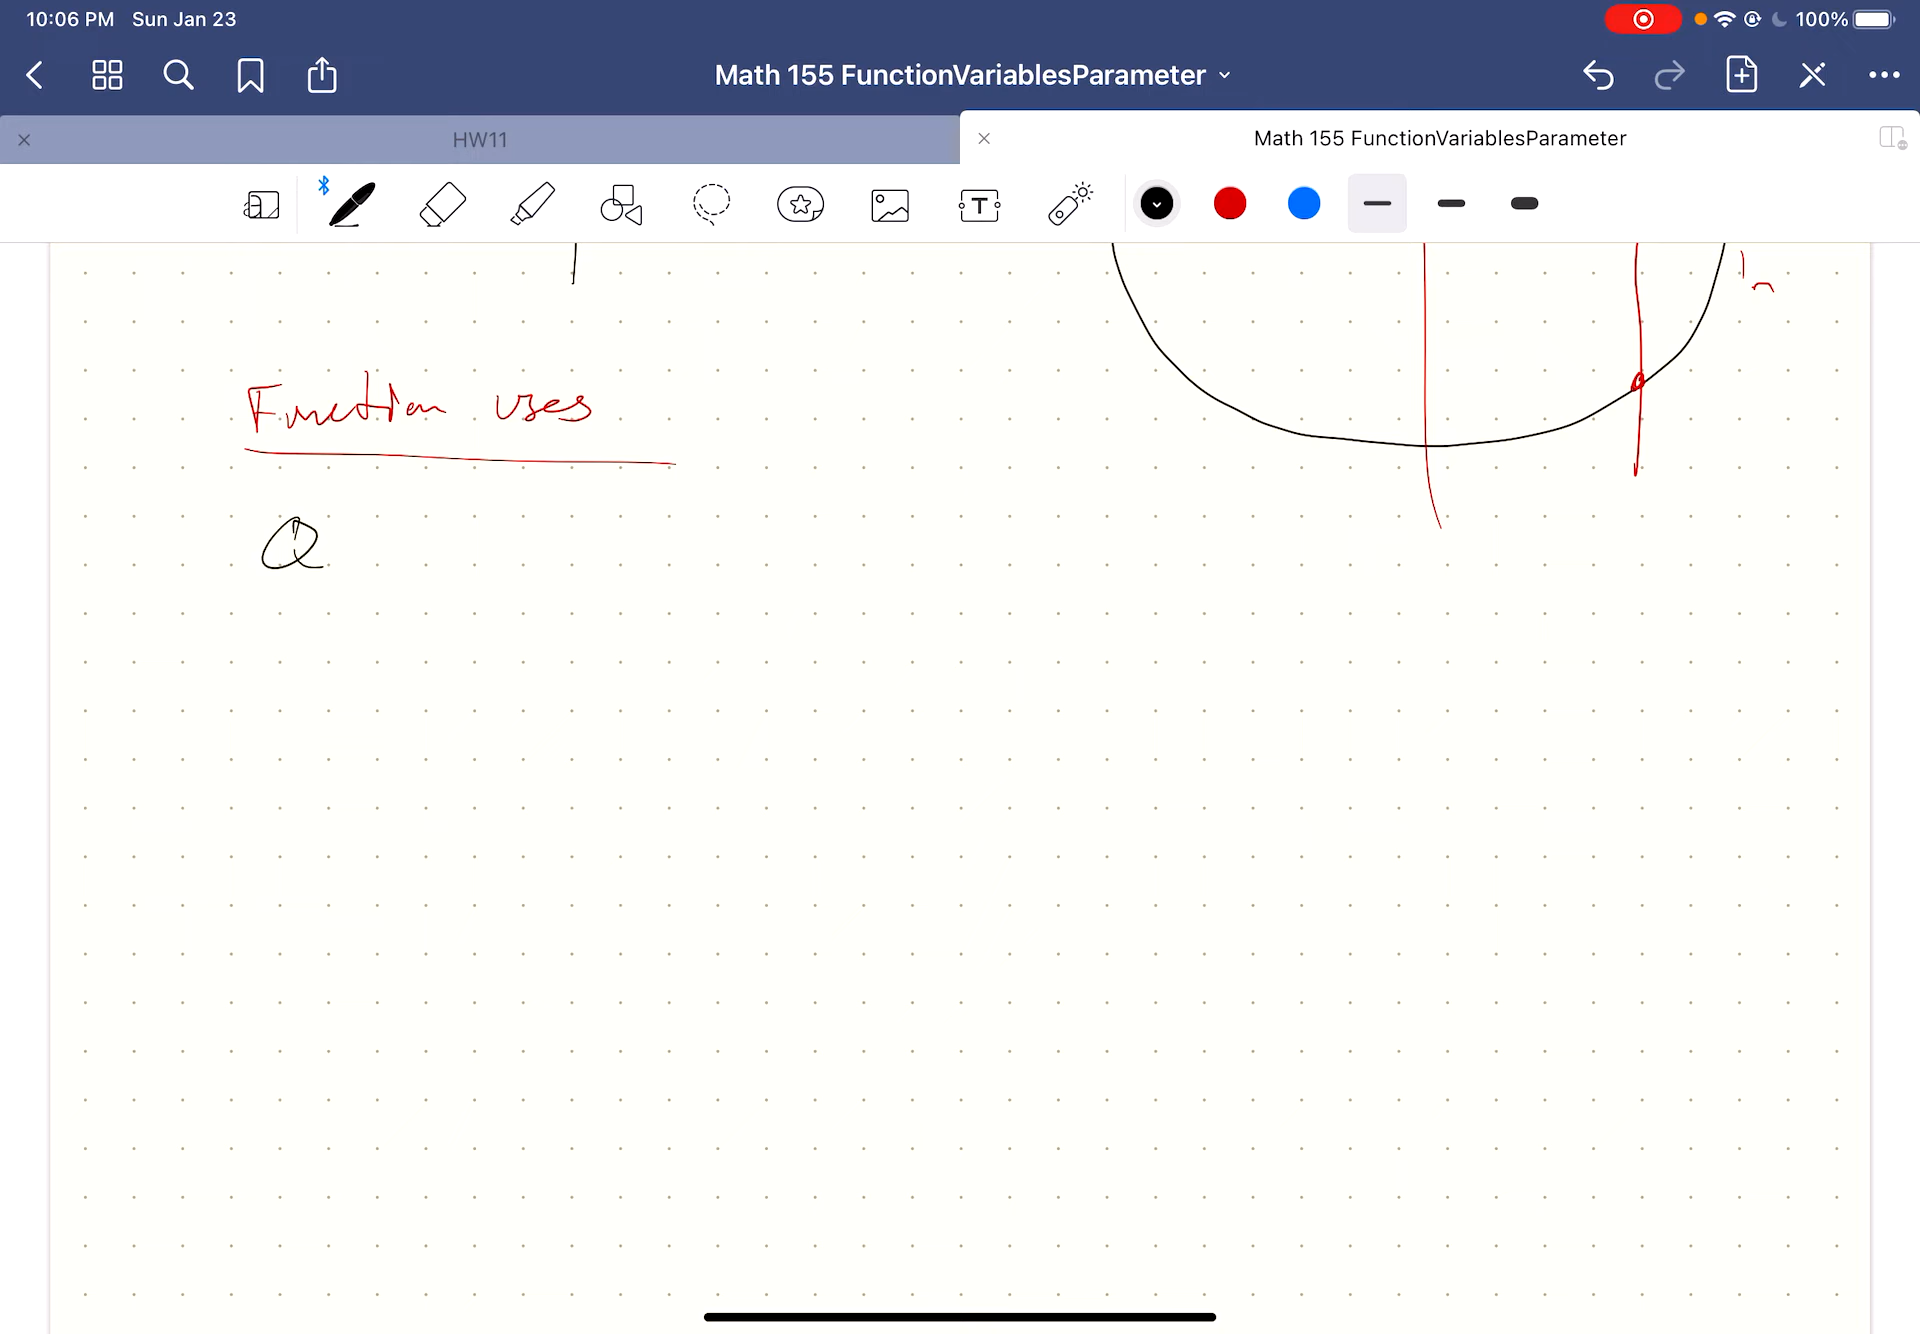 10:06 PM Sun Jan 23
100%
Math 155 FunctionVariablesParameter
HW11
Math 155 FunctionVariablesParameter
a
T
Function uses
Q